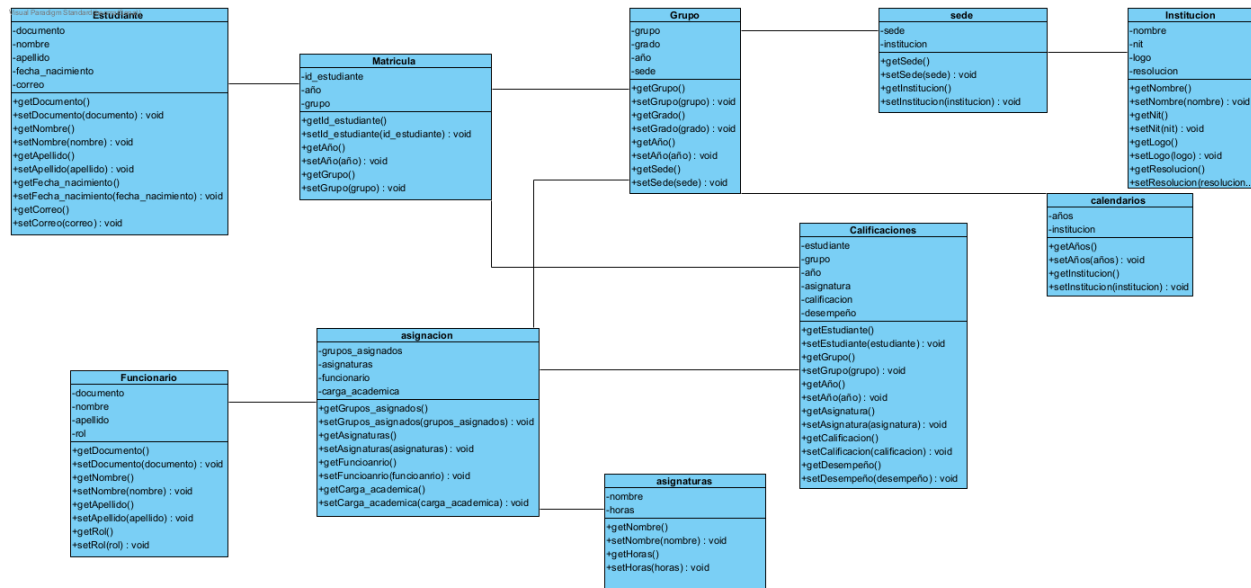 Visual Paradigm Standard
Estudiante
-documento
-nombre
-apellido
-fecha_nacimiento
-correo
+getDocumento()
+setDocumento(documento) : void
+getNombre()
+setNombre(nombre) : void
+getApellido()
+setApellido(apellido) : void
+getFecha_nacimiento()
+setFecha_nacimiento(fecha_nacimiento) : void
+getCorreo()
+setCorreo(correo) : void
Matricula
-id_estudiante
-año
-grupo
+getId_estudiante()
+setId_estudiante(id_estudiante) : void
+getAño()
+setAño(año) : void
+getGrupo()
+setGrupo(grupo) : void
Grupo
-grupo
-grado
-año
-sede
+getGrupo()
+setGrupo(grupo) : void
+getGrado()
+setGrado(grado) : void
+getAño()
+setAño(año) : void
+getSede()
+setSede(sede) : void
sede
-sede
-institucion
+getSede()
+setSede(sede) : void
+getInstitucion()
+setInstitucion(institucion) : void
Institucion
-nombre
-nit
-logo
-resolucion
+getNombre()
+setNombre(nombre) : void
+getNit()
+setNit(nit) : void
+getLogo()
+setLogo(logo) : void
+getResolucion()
+setResolucion(resolucion...
calendarios
-años
-institucion
+getAños()
+setAños(años) : void
+getInstitucion()
+setInstitucion(institucion) : void
Calificaciones
-estudiante
-grupo
-año
-asignatura
-calificacion
-desempeño
+getEstudiante()
+setEstudiante(estudiante) : void
+getGrupo()
+setGrupo(grupo) : void
+getAño()
+setAño(año) : void
+getAsignatura()
+setAsignatura(asignatura) : void
+getCalificacion()
+setCalificacion(calificacion) : void
+getDesempeño()
+setDesempeño(desempeño) : void
asignacion
-grupos_asignados
-asignaturas
-funcionario
-carga_academica
+getGrupos_asignados()
+setGrupos_asignados(grupos_asignados) : void
+getAsignaturas()
+setAsignaturas(asignaturas) : void
+getFuncioanrio()
+setFuncioanrio(funcioanrio) : void
+getCarga_academica()
+setCarga_academica(carga_academica) : void
Funcionario
-documento
-nombre
-apellido
-rol
+getDocumento()
+setDocumento(documento) : void
+getNombre()
+setNombre(nombre) : void
+getApellido()
+setApellido(apellido) : void
+getRol()
+setRol(rol) : void
asignaturas
-nombre
-horas
+getNombre()
+setNombre(nombre) : void
+getHoras()
+setHoras(horas) : void